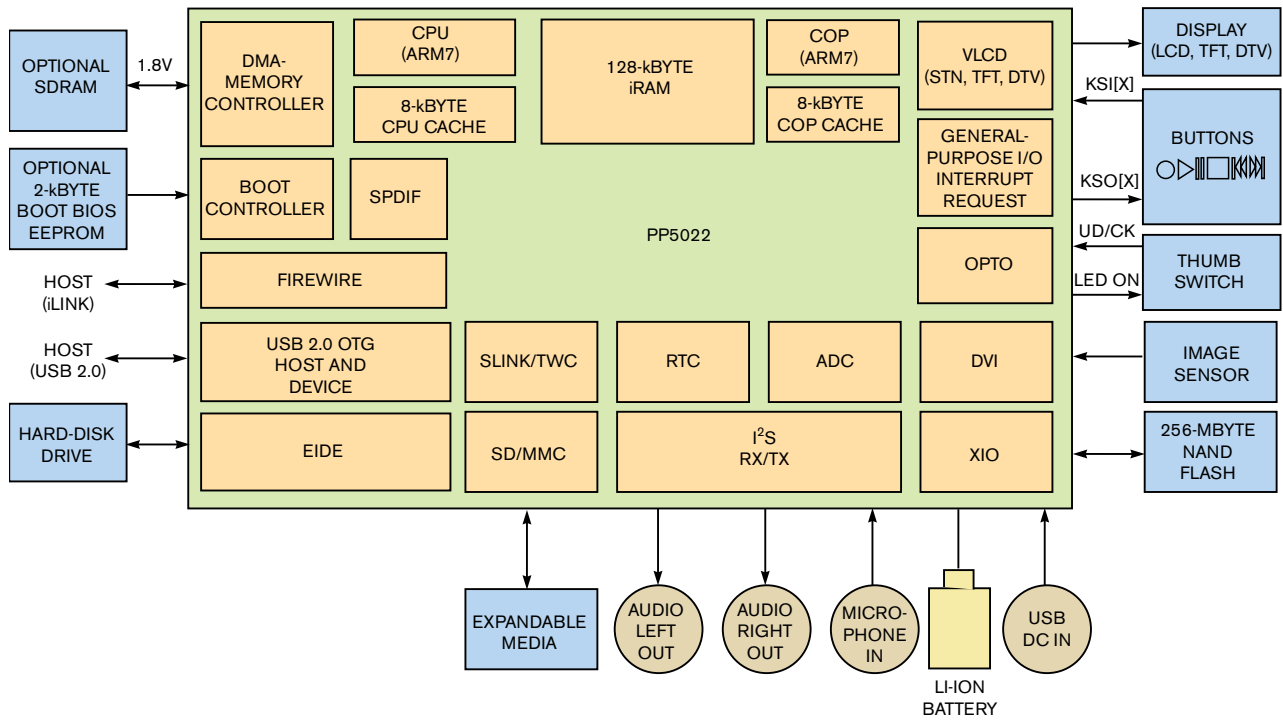 OPTIONAL
SDRAM
1.8V
OPTIONAL
2-kBYTE
BOOT BIOS
EEPROM
HOST
(iLINK)
HOST
(USB 2.0)
HARD-DISK
DRIVE
DMA-
MEMORY
CONTROLLER
CPU
(ARM7)
8-kBYTE
CPU CACHE
128-kBYTE
iRAM
COP
(ARM7)
8-kBYTE
COP CACHE
VLCD
(STN, TFT, DTV)
BOOT
CONTROLLER
SPDIF
PP5022
GENERAL-
PURPOSE I/O
INTERRUPT
REQUEST
FIREWIRE
OPTO
USB 2.0 OTG
HOST AND
DEVICE
SLINK/TWC
RTC
ADC
DVI
EIDE
SD/MMC
I²S
RX/TX
XIO
DISPLAY
(LCD, TFT, DTV)
KSI[X]
BUTTONS
KSO[X]
UD/CK
THUMB
SWITCH
LED ON
IMAGE
SENSOR
256-MBYTE
NAND
FLASH
EXPANDABLE
MEDIA
AUDIO
LEFT
OUT
AUDIO
RIGHT
OUT
MICRO-
PHONE
IN
LI-ION
BATTERY
USB
DC IN